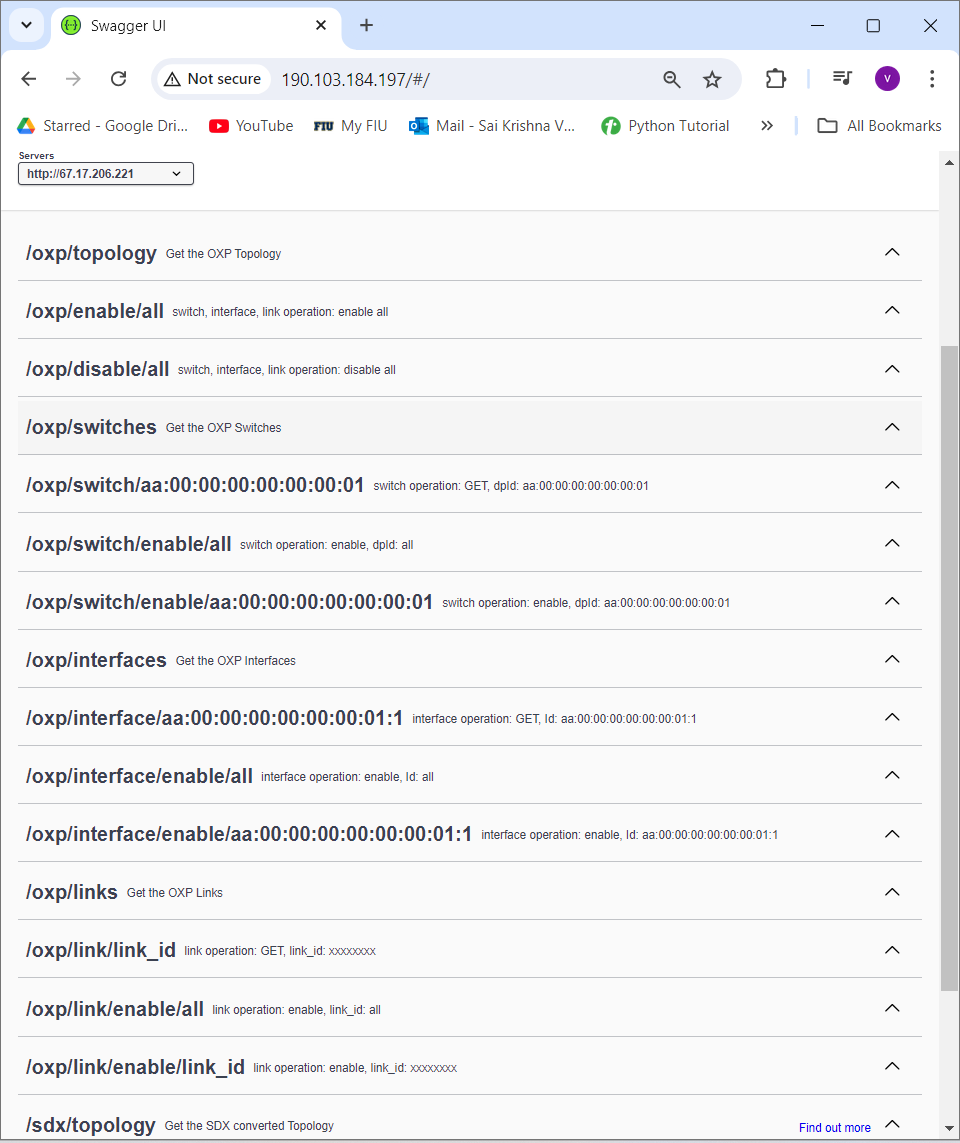 Swagger UI
Not secure 190.103.184.197/#/ V
Starred - Google Dri... YouTube FIU My FIU Mail - Sai Krishna V... Python Tutorial All Bookmarks
Servers
http://67.17.206.221
/oxp/topology Get the OXP Topology
/oxp/enable/all switch, interface, link operation: enable all
/oxp/disable/all switch, interface, link operation: disable all
/oxp/switches Get the OXP Switches
/oxp/switch/aa:00:00:00:00:00:00:01 switch operation: GET, dpId: aa:00:00:00:00:00:00:01
/oxp/switch/enable/all switch operation: enable, dpId: all
/oxp/switch/enable/aa:00:00:00:00:00:00:01 switch operation: enable, dpId: aa:00:00:00:00:00:00:01
/oxp/interfaces Get the OXP Interfaces
/oxp/interface/aa:00:00:00:00:00:00:01:1 interface operation: GET, Id: aa:00:00:00:00:00:00:01:1
/oxp/interface/enable/all interface operation: enable, Id: all
/oxp/interface/enable/aa:00:00:00:00:00:00:01:1 interface operation: enable, Id: aa:00:00:00:00:00:00:01:1
/oxp/links Get the OXP Links
/oxp/link/link_id link operation: GET, link_id: xxxxxxxx
/oxp/link/enable/all link operation: enable, link_id: all
/oxp/link/enable/link_id link operation: enable, link_id: xxxxxxxx
/sdx/topology Get the SDX converted Topology Find out more